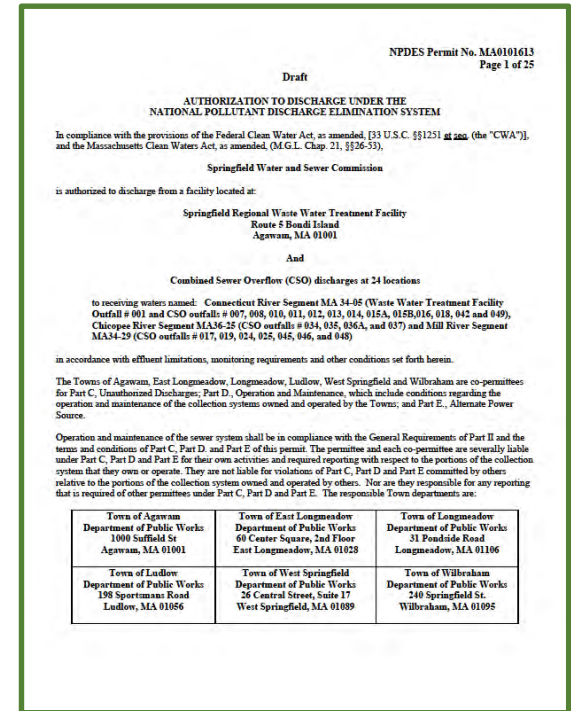 NPDES Permit No. MA0101613
Page 1 of 25
Draft
AUTHORIZATION TO DISCHARGE UNDER THE
NATIONAL POLLUTANT DISCHARGE ELIMINATION SYSTEM
In compliance with the provisions of the Federal Clean Water Act, as amended, [33 U.S.C. §§1251 et seq. (the "CWA")],
and the Massachusetts Clean Waters Act, as amended, (M.G.L. Chap. 21, §§26-53),
Springfield Water and Sewer Commission
is authorized to discharge from a facility located at:
Springfield Regional Waste Water Treatment Facility
Route 5 Bondi Island
Agawam, MA 01001
And
Combined Sewer Overflow (CSO) discharges at 24 locations
to receiving waters named: Connecticut River Segment MA 34-05 (Waste Water Treatment Facility
Outfall # 001 and CSO outfalls # 007, 008, 010, 011, 012, 013, 014, 015A, 015B,016, 018, 042 and 049),
Chicopee River Segment MA36-25 (CSO outfalls # 034, 035, 036A, and 037) and Mill River Segment
MA34-29 (CSO outfalls # 017, 019, 024, 025, 045, 046, and 048)
in accordance with effluent limitations, monitoring requirements and other conditions set forth herein.
The Towns of Agawam, East Longmeadow, Longmeadow, Ludlow, West Springfield and Wilbraham are co-permittees
for Part C, Unauthorized Discharges; Part D., Operation and Maintenance, which include conditions regarding the
operation and maintenance of the collection systems owned and operated by the Towns; and Part E., Alternate Power
Source.
Operation and maintenance of the sewer system shall be in compliance with the General Requirements of Part II and the
terms and conditions of Part C, Part D. and Part E of this permit. The permittee and each co-permittee are severally liable
under Part C, Part D and Part E for their own activities and required reporting with respect to the portions of the collection
system that they own or operate. They are not liable for violations of Part C, Part D and Part E committed by others
relative to the portions of the collection system owned and operated by others. Nor are they responsible for any reporting
that is required of other permittees under Part C, Part D and Part E. The responsible Town departments are:
Town of Agawam
Department of Public Works
1000 Suffield St
Agawam, MA 01001
Town of East Longmeadow
Department of Public Works
60 Center Square, 2nd Floor
East Longmeadow, MA 01028
Town of Longmeadow
Department of Public Works
31 Pondside Road
Longmeadow, MA 01106
Town of Ludlow
Department of Public Works
198 Sportsmans Road
Ludlow, MA 01056
Town of West Springfield
Department of Public Works
26 Central Street, Suite 17
West Springfield, MA 01089
Town of Wilbraham
Department of Public Works
240 Springfield St.
Wilbraham, MA 01095